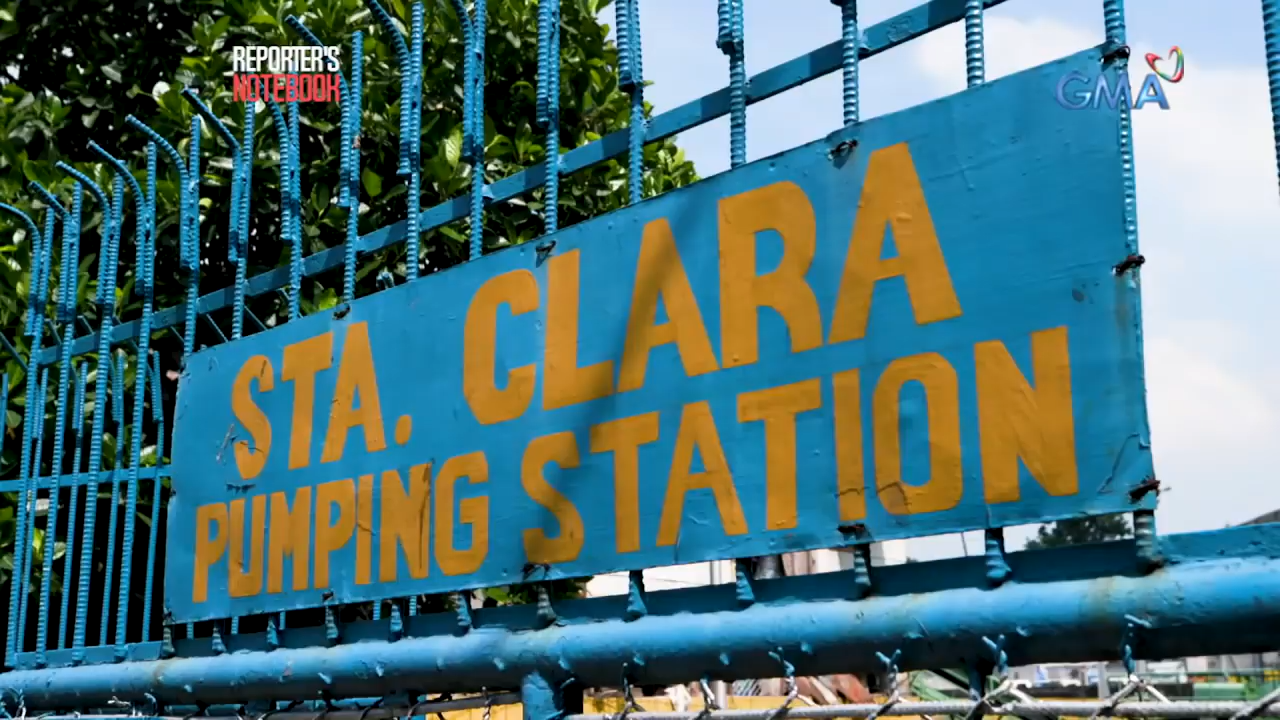 REPORTER'S
NOTEBOOK
GMA
STA. CLARA
PUMPING STATION